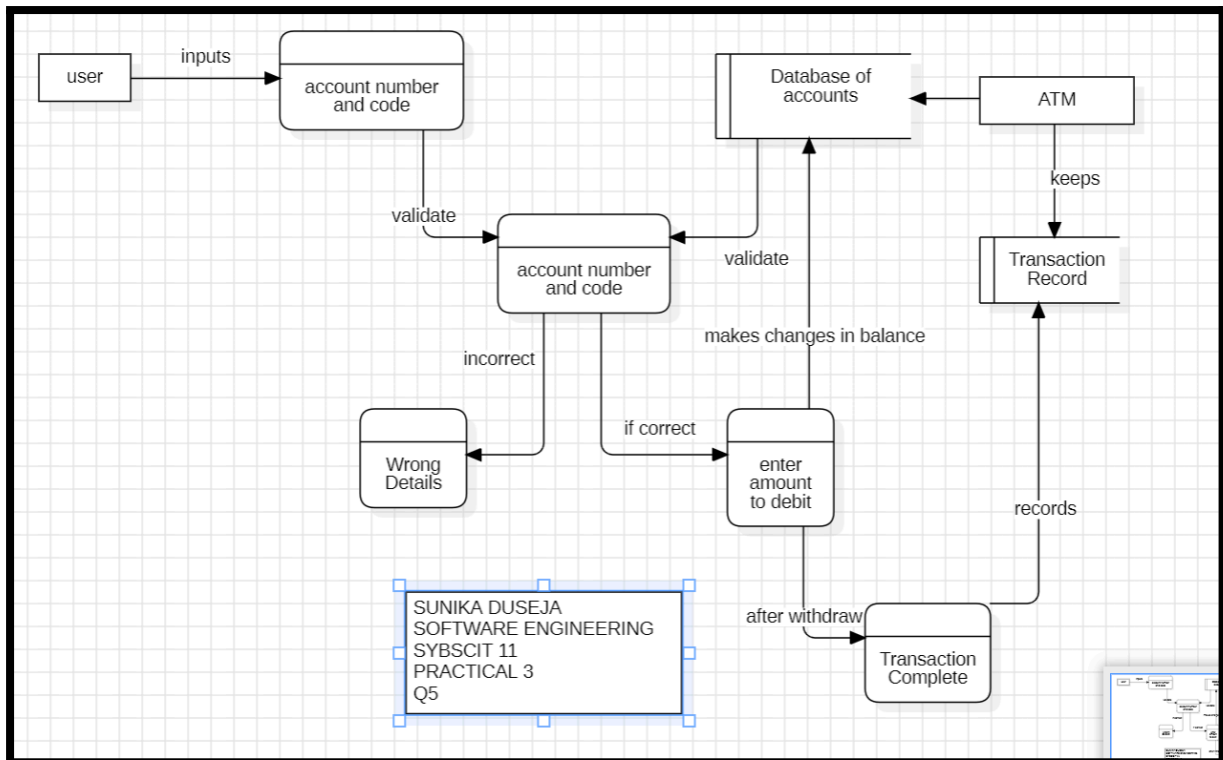 user
inputs
account number
and code
Database of
accounts
ATM
keeps
validate
account number
and code
validate
Transaction
Record
makes changes in balance
incorrect
if correct
Wrong
Details
enter
amount
to debit
records
SUNIKA DUSEJA
SOFTWARE ENGINEERING
SYBSCIT 11
PRACTICAL 3
Q5
after withdraw
Transaction
Complete